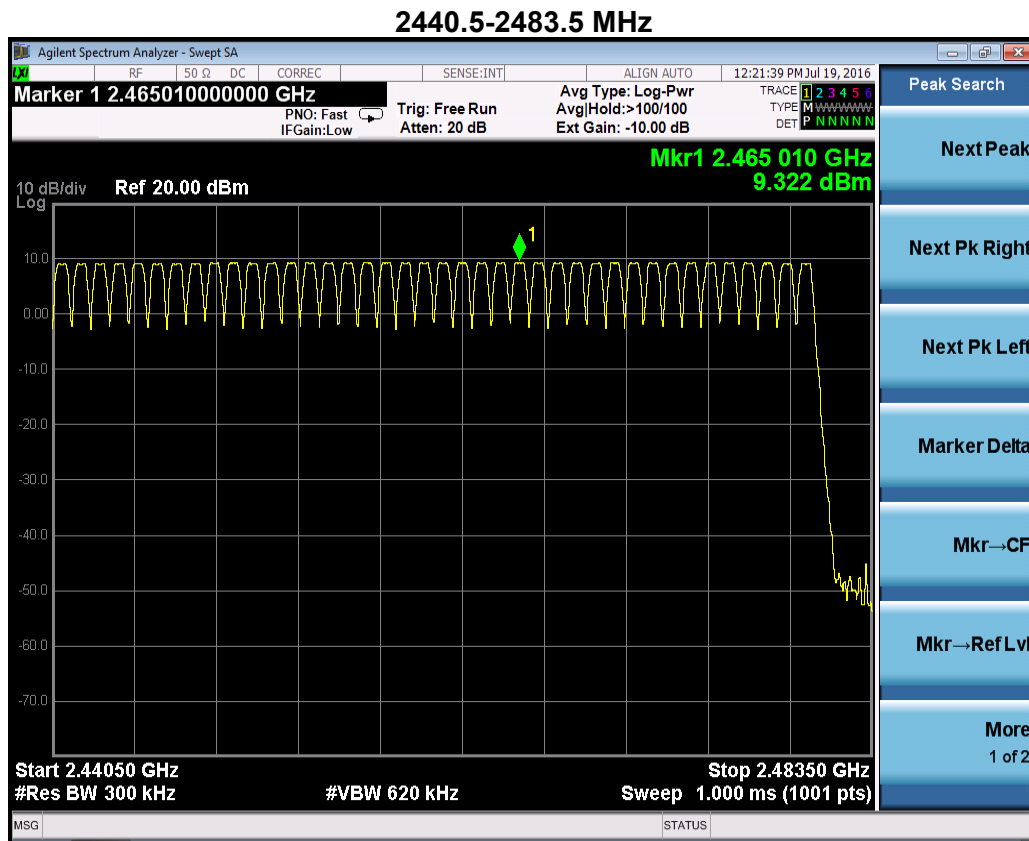 2440.5-2483.5 MHz
Agilent Spectrum Analyzer - Swept SA
LXI RF 50 Ω DC CORREC SENSE:INT ALIGN AUTO 12:21:39 PM Jul 19, 2016
Marker 1 2.465010000000 GHz
PNO: Fast
IFGain:Low
Trig: Free Run
Atten: 20 dB
Avg Type: Log-Pwr
Avg|Hold:>100/100
Ext Gain: -10.00 dB
TRACE 1 2 3 4 5 6
TYPE M WWWWW
DET P N N N N N
Mkr1 2.465 010 GHz
9.322 dBm
10 dB/div Ref 20.00 dBm
Log
1
10.0
0.00
-10.0
-20.0
-30.0
-40.0
-50.0
-60.0
-70.0
Start 2.44050 GHz Stop 2.48350 GHz
#Res BW 300 kHz #VBW 620 kHz Sweep 1.000 ms (1001 pts)
MSG STATUS
Peak Search
Next Peak
Next Pk Right
Next Pk Left
Marker Delta
Mkr→CF
Mkr→Ref Lvl
More
1 of 2